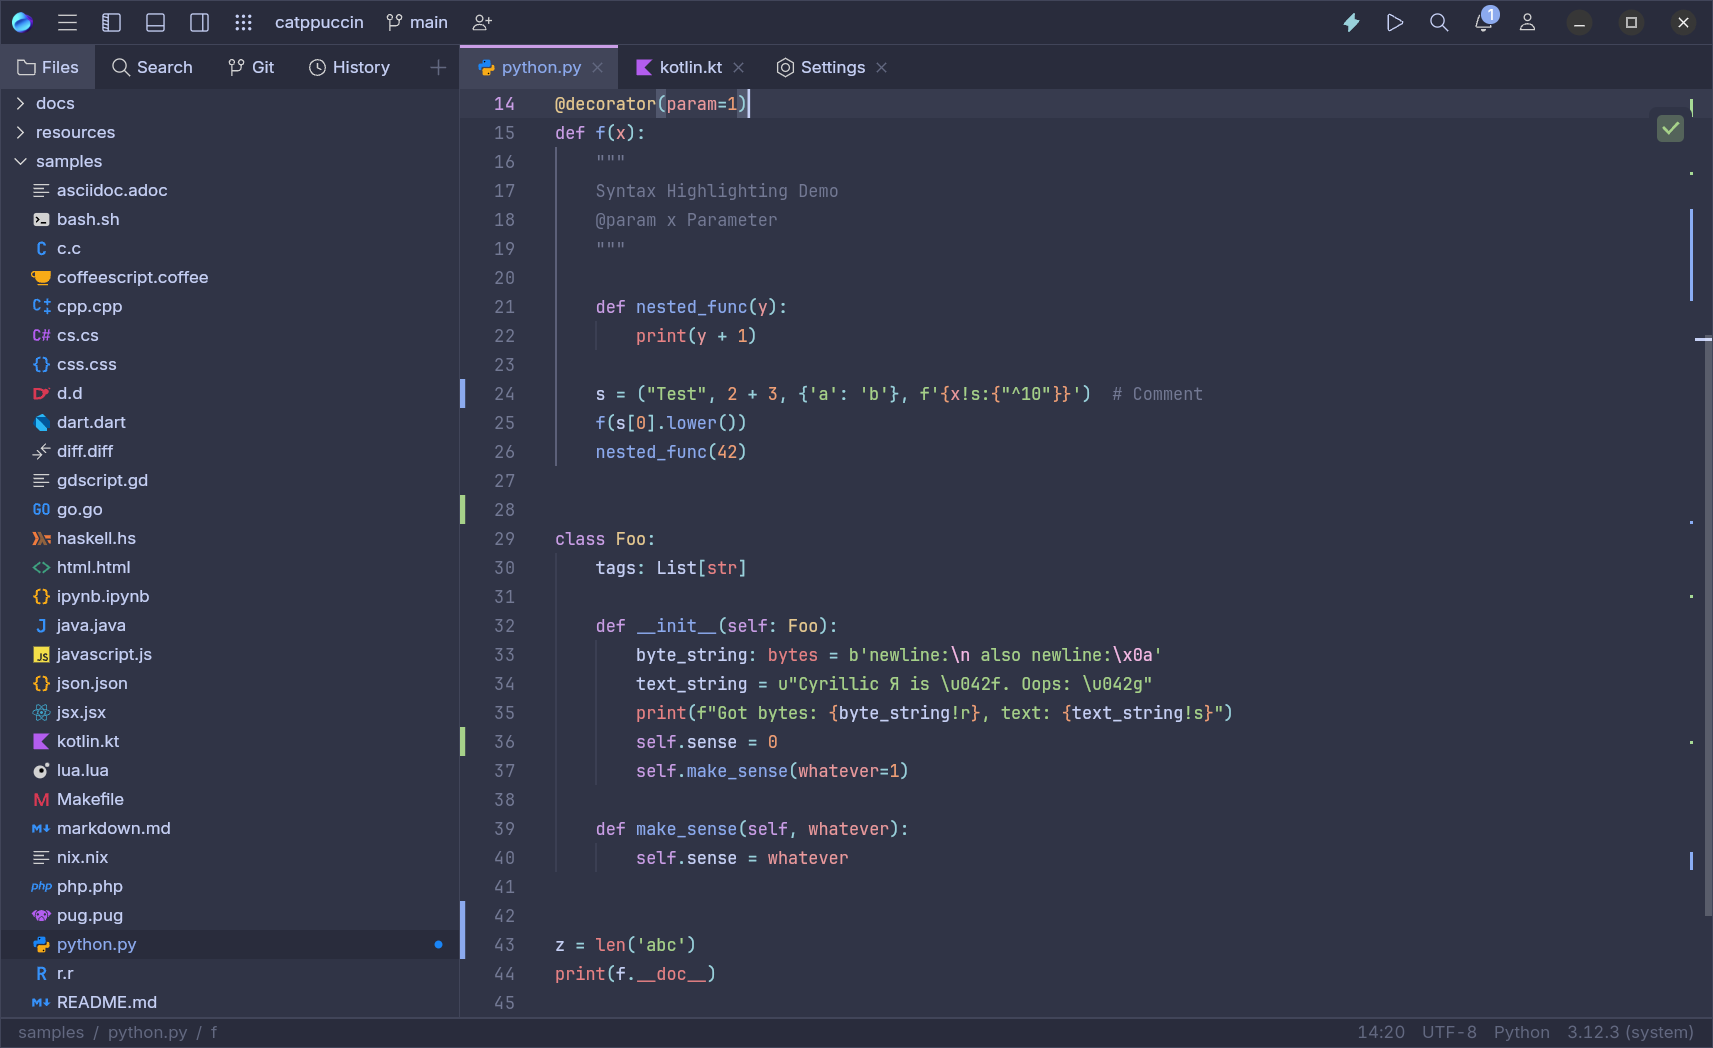 catppuccin main 1
Files Search Git History
python.py kotlin.kt Settings
docs
resources
samples
asciidoc.adoc
bash.sh
C c.c
coffeescript.coffee
cpp.cpp
C# cs.cs
{} css.css
d.d
dart.dart
diff.diff
gdscript.gd
GO go.go
haskell.hs
<> html.html
{} ipynb.ipynb
J java.java
JS javascript.js
{} json.json
jsx.jsx
kotlin.kt
lua.lua
M Makefile
M↓ markdown.md
nix.nix
php php.php
pug.pug
python.py
R r.r
M↓ README.md
14 @decorator(param=1)
15 def f(x):
16 """
17 Syntax Highlighting Demo
18 @param x Parameter
19 """
20
21 def nested_func(y):
22 print(y + 1)
23
24 s = ("Test", 2 + 3, {'a': 'b'}, f'{x!s:{"^10"}}')  # Comment
25 f(s[0].lower())
26 nested_func(42)
27
28
29 class Foo:
30 tags: List[str]
31
32 def __init__(self: Foo):
33 byte_string: bytes = b'newline:\n also newline:\x0a'
34 text_string = u"Cyrillic Я is \u042f. Oops: \u042g"
35 print(f"Got bytes: {byte_string!r}, text: {text_string!s}")
36 self.sense = 0
37 self.make_sense(whatever=1)
38
39 def make_sense(self, whatever):
40 self.sense = whatever
41
42
43 z = len('abc')
44 print(f.__doc__)
45
samples / python.py / f
14:20 UTF-8 Python 3.12.3 (system)